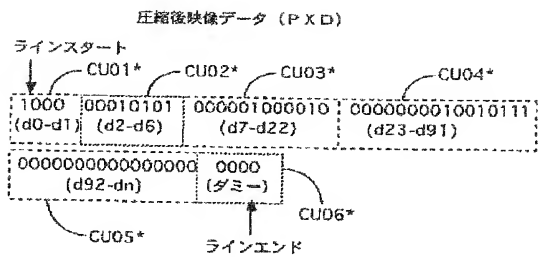 圧縮後映像データ (PXD)
ラインスタート
CU01* CU02* CU03* CU04*
1000 00010101 000001000010 0000000010010111
(d0-d1) (d2-d6) (d7-d22) (d23-d91)
0000000000000000 0000
(d92-dn) (ダミー)
CU06*
CU05*
ラインエンド